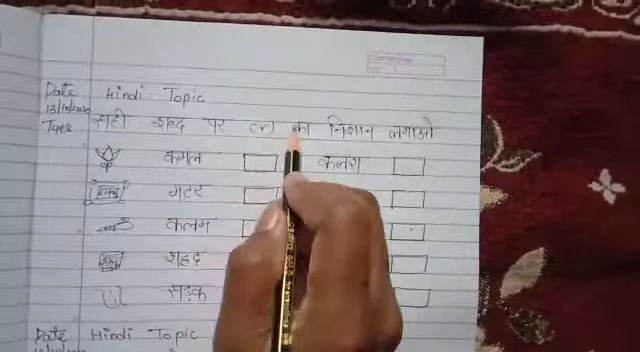 Date Hindi Topic
सही शब्द पर (✓) का निशान लगाओ
कमल कलश
मटर
कलम
शहद
सड़क
Date Hindi Topic